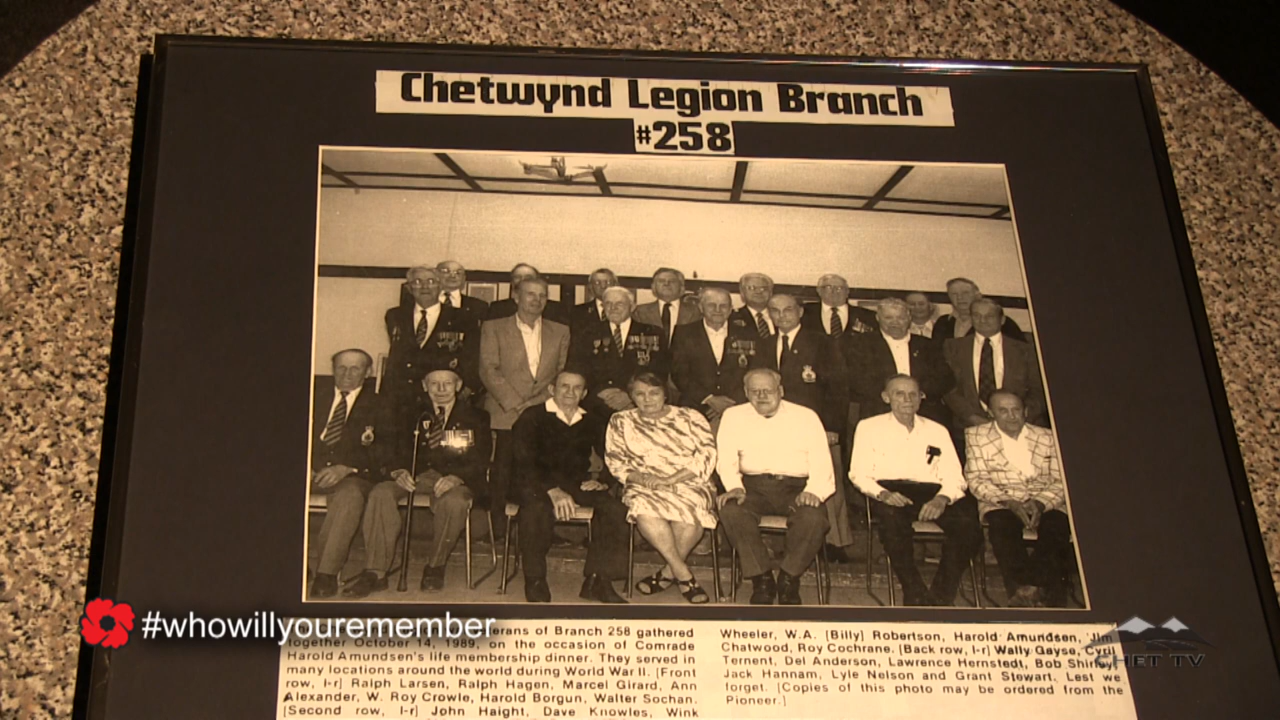 Chetwynd Legion Branch
#258
#whowillyouremember
erans of Branch 258 gathered
together October 14, 1989, on the occasion of Comrade
Harold Amundsen's life membership dinner. They served in
many locations around the world during World War II. [Front
row, l-r] Ralph Larsen, Ralph Hagen, Marcel Girard, Ann
Alexander, W. Roy Crowle, Harold Borgun, Walter Sochan.
[Second row, l-r] John Haight, Dave Knowles, Wink
Wheeler, W.A. [Billy] Robertson, Harold Amundsen, Jim
Chatwood, Roy Cochrane. [Back row, l-r] Wally Gayse, Cyril
Ternent, Del Anderson, Lawrence Hernstedt, Bob Shirley,
Jack Hannam, Lyle Nelson and Grant Stewart. Lest we
forget. [Copies of this photo may be ordered from the
Pioneer.]
CHET TV